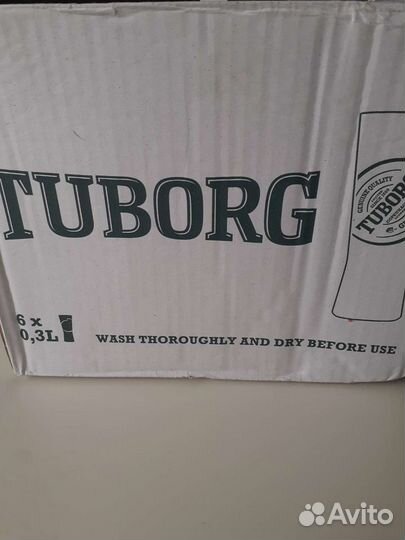 TUBORG
GENUINE QUALITY
TUBORG
6 x
0,3L
WASH THOROUGHLY AND DRY BEFORE USE
Avito